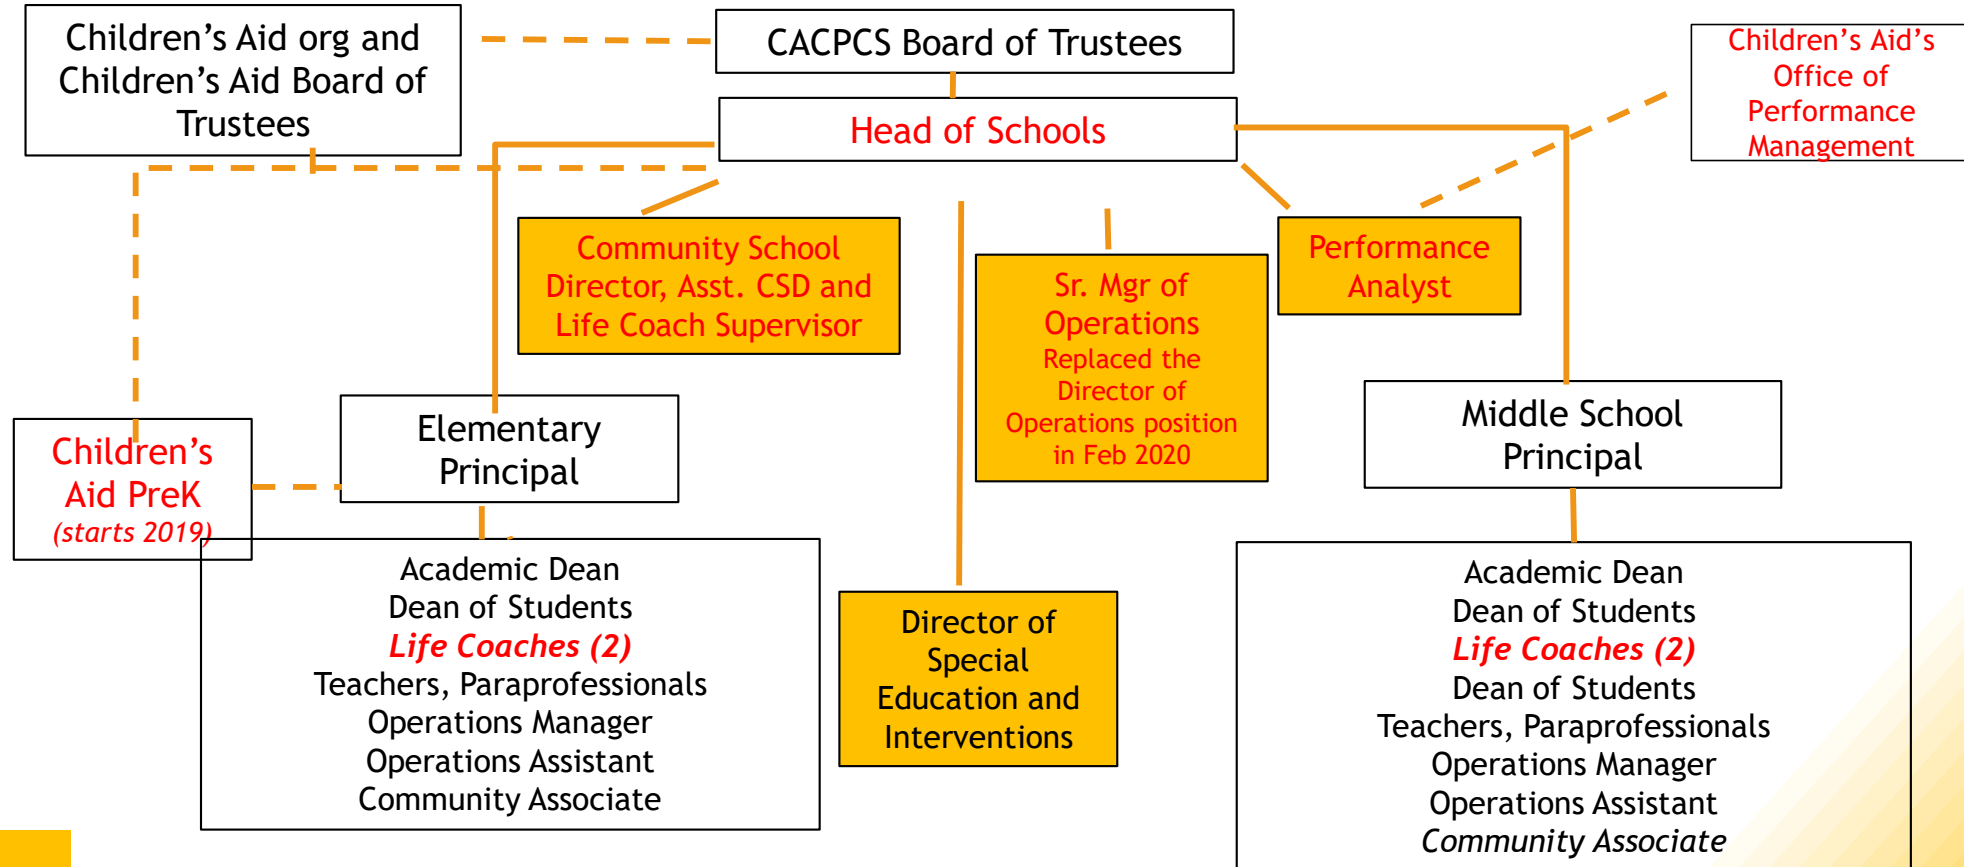 Children’s Aid org and
Children’s Aid Board of
Trustees
CACPCS Board of Trustees
Children’s Aid’s
Office of
Performance
Management
Head of Schools
Community School
Director, Asst. CSD and
Life Coach Supervisor
Sr. Mgr of
Operations
Replaced the
Director of
Operations position
in Feb 2020
Performance
Analyst
Children’s
Aid PreK
(starts 2019)
Elementary
Principal
Middle School
Principal
Academic Dean
Dean of Students
Life Coaches (2)
Teachers, Paraprofessionals
Operations Manager
Operations Assistant
Community Associate
Director of
Special
Education and
Interventions
Academic Dean
Dean of Students
Life Coaches (2)
Dean of Students
Teachers, Paraprofessionals
Operations Manager
Operations Assistant
Community Associate